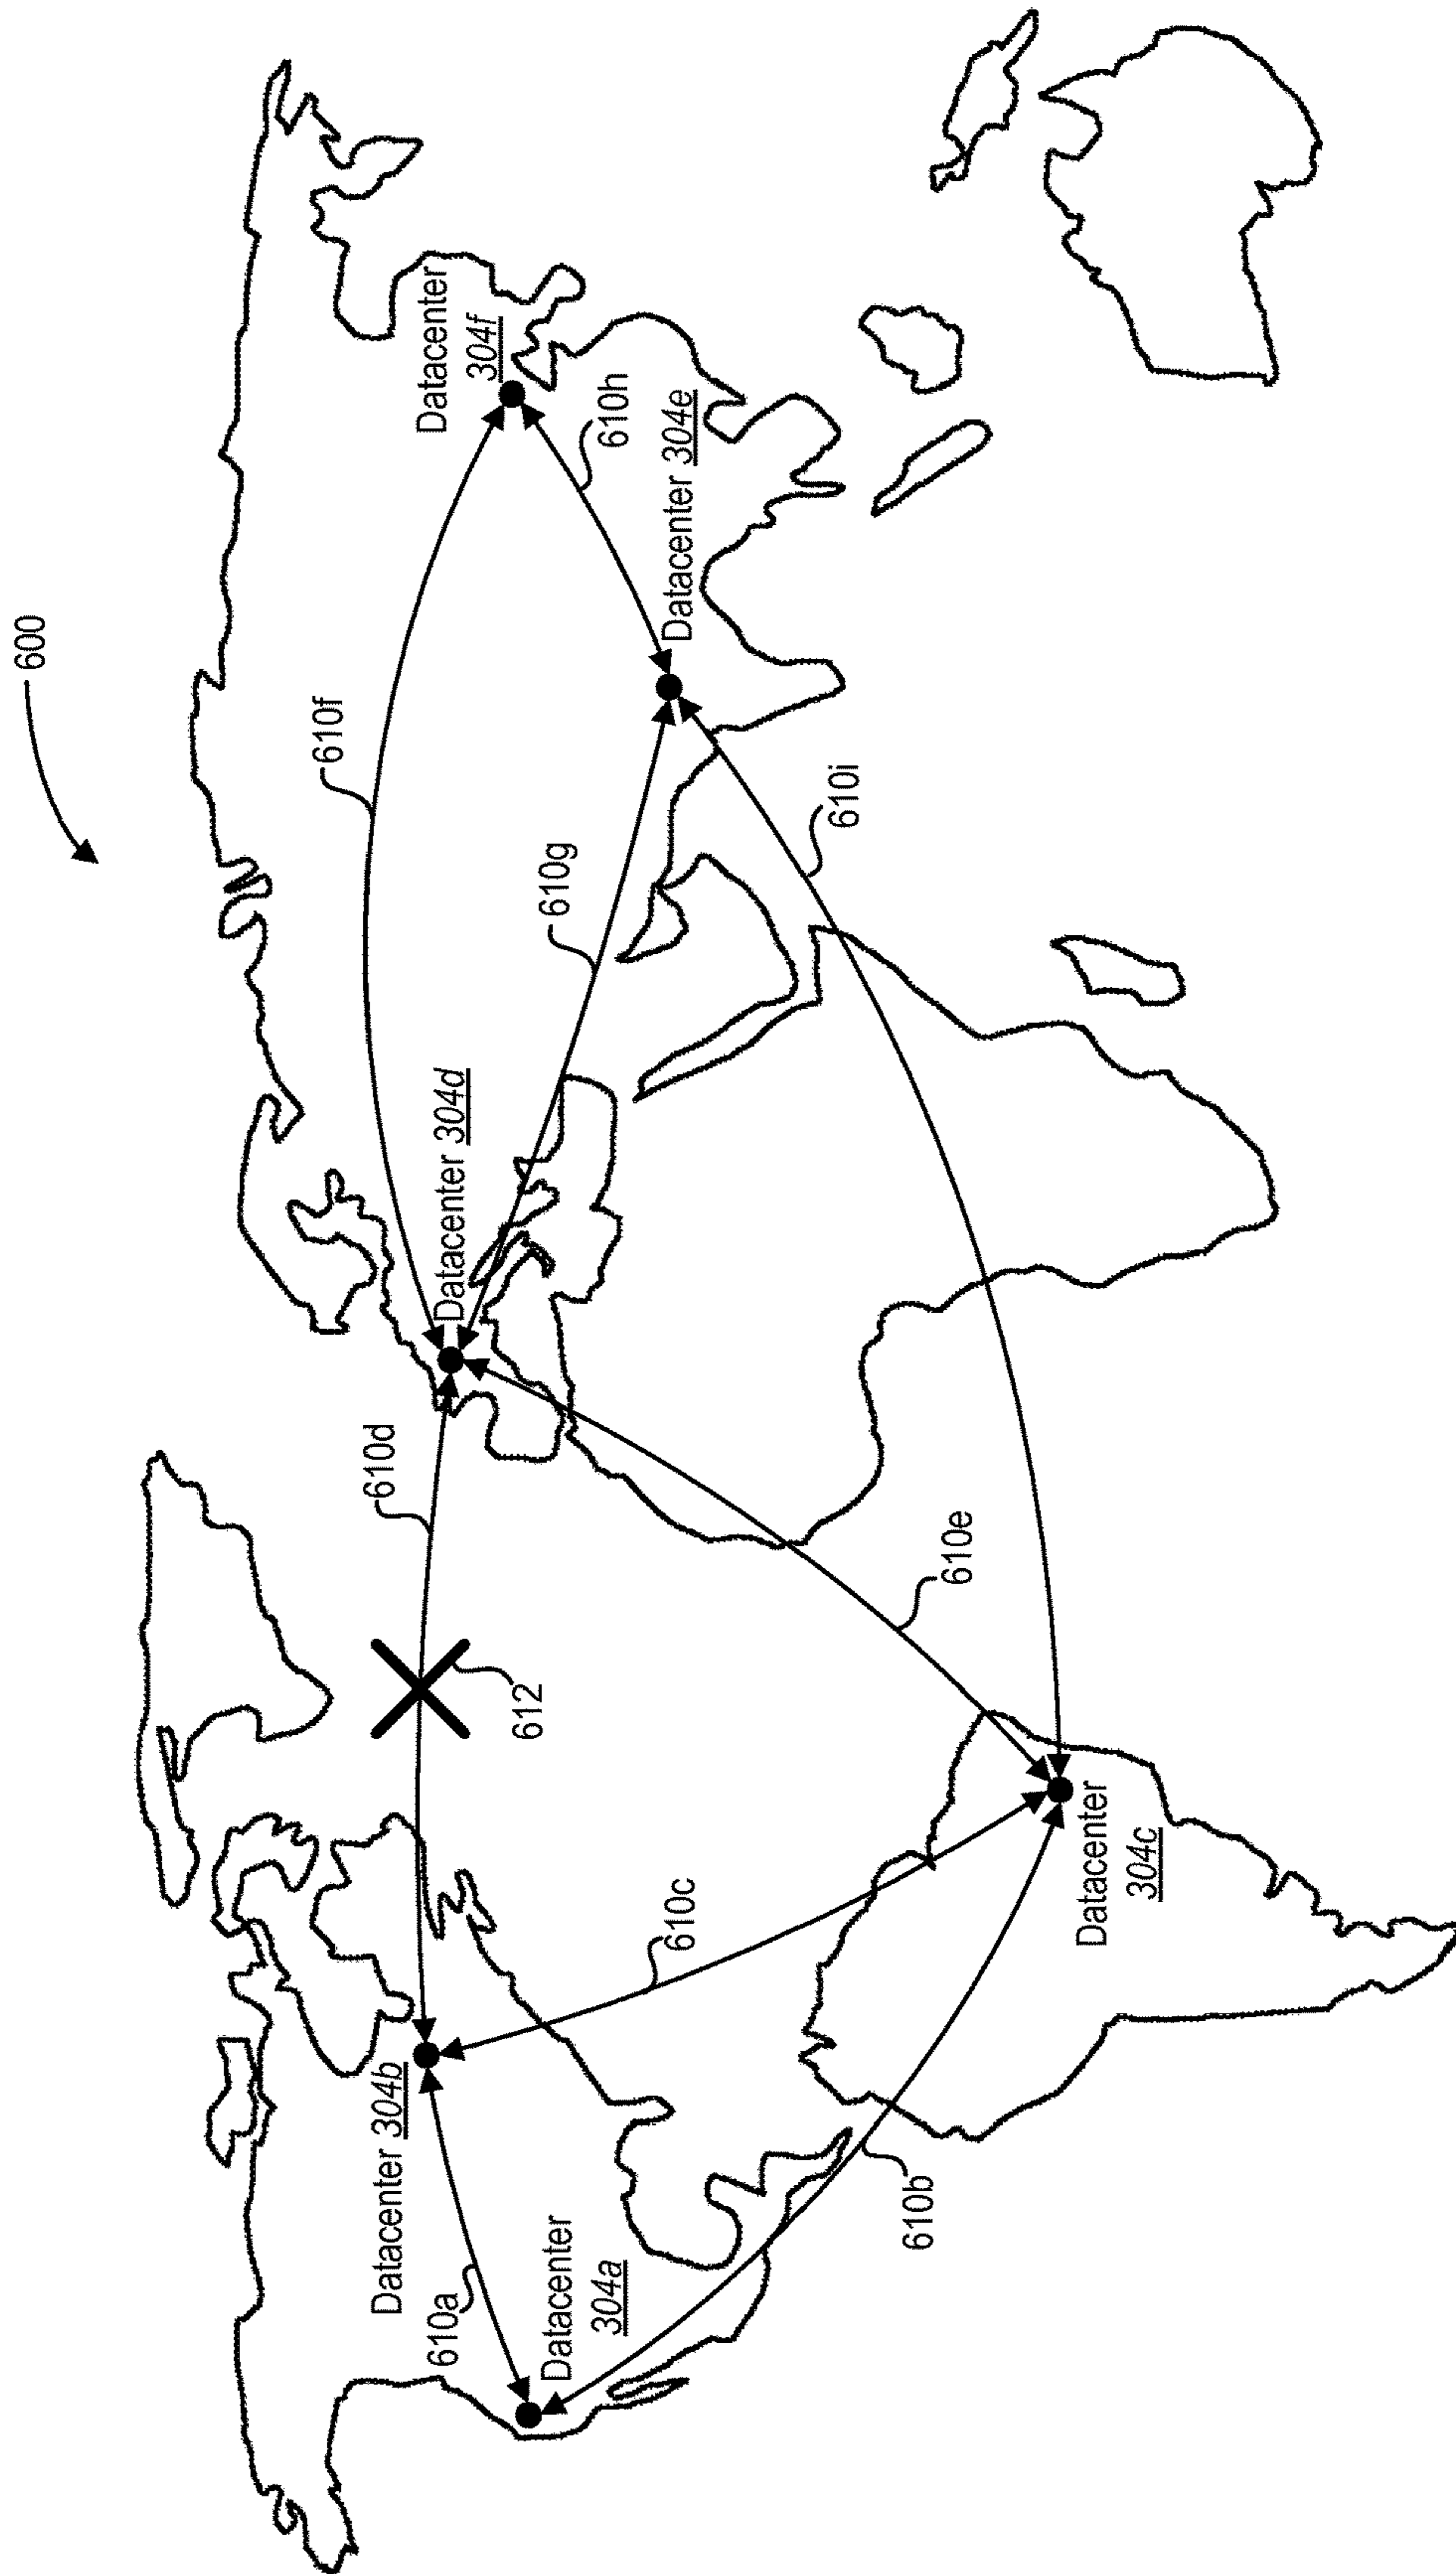 600
610f
Datacenter
304f
610h
Datacenter 304e
610g
610i
Datacenter 304d
610d
612
610e
610c
Datacenter 304b
610a
Datacenter
304a
610b
Datacenter
304c